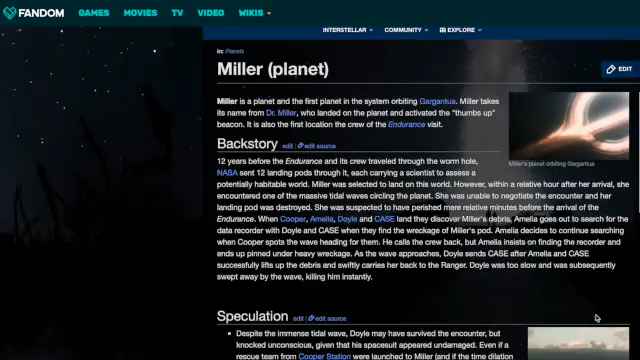 FANDOM GAMES MOVIES TV VIDEO WIKIS
INTERSTELLAR COMMUNITY EXPLORE
in: Planets
Miller (planet)
EDIT
Miller is a planet and the first planet in the system orbiting Gargantua. Miller takes
its name from Dr. Miller, who landed on the planet and activated the "thumbs up"
beacon. It is also the first location the crew of the Endurance visit.
Miller's planet orbiting Gargantua
Backstory edit | edit source
12 years before the Endurance and its crew traveled through the worm hole,
NASA sent 12 landing pods through it, each carrying a scientist to assess a
potentially habitable world. Miller was selected to land on this world. However, within a relative hour after her arrival, she
encountered one of the massive tidal waves circling the planet. She was unable to negotiate the encounter and her
landing pod was destroyed. She was suspected to have perished mere relative minutes before the arrival of the
Endurance. When Cooper, Amelia, Doyle and CASE land they discover Miller's debris, Amelia goes out to search for the
data recorder with Doyle and CASE when they find the wreckage of Miller's pod. Amelia decides to continue searching
when Cooper spots the wave heading for them. He calls the crew back, but Amelia insists on finding the recorder and
ends up pinned under heavy wreckage. As the wave approaches, Doyle sends CASE after Amelia and CASE
successfully lifts up the debris and swiftly carries her back to the Ranger. Doyle was too slow and was subsequently
swept away by the wave, killing him instantly.
Speculation edit | edit source
• Despite the immense tidal wave, Doyle may have survived the encounter, but
knocked unconscious, given that his spacesuit appeared undamaged. Even if a
rescue team from Cooper Station were launched to Miller (and if the time dilation